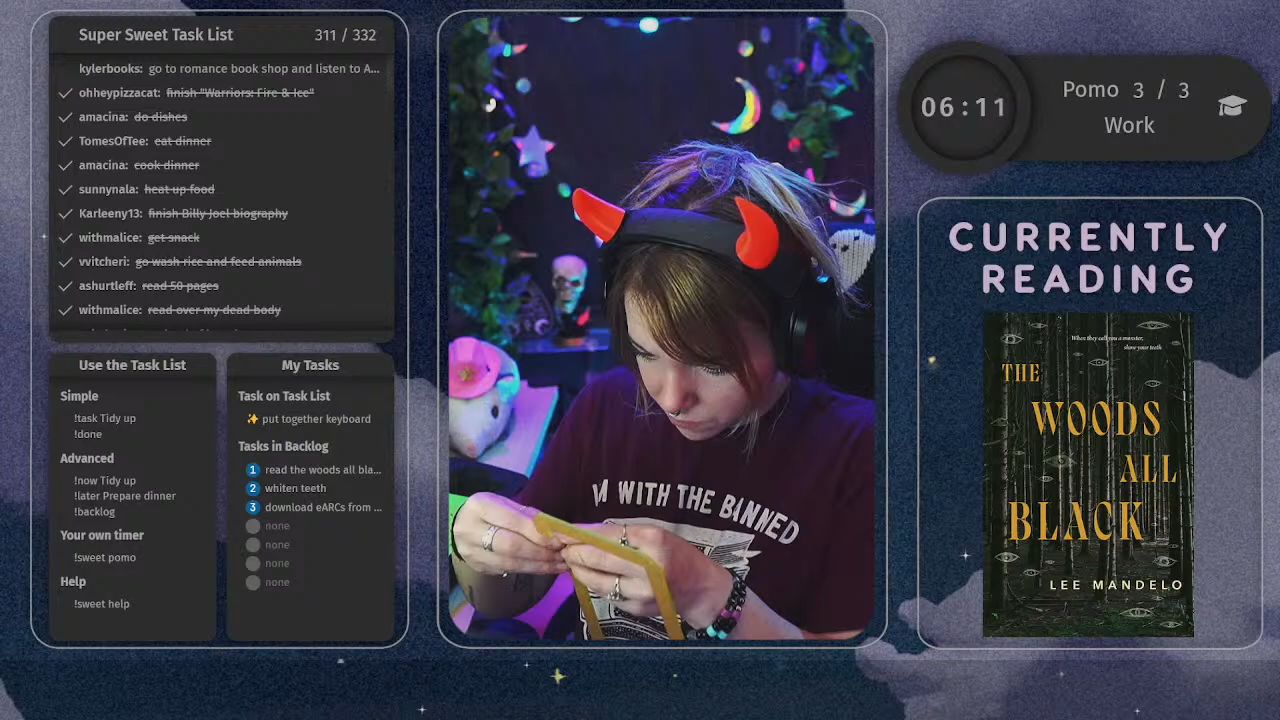 Super Sweet Task List 311 / 332
kylerbooks: go to romance book shop and listen to A...
ohheypizzacat: finish "Warriors: Fire & Ice"
amacina: do dishes
TomesOfTee: eat dinner
amacina: cook dinner
sunnynala: heat up food
Karleeny13: finish Billy Joel biography
withmalice: get snack
vvitcheri: go wash rice and feed animals
ashurtleff: read 50 pages
withmalice: read over my dead body
Use the Task List
Simple
!task Tidy up
!done
Advanced
!now Tidy up
!later Prepare dinner
!backlog
Your own timer
!sweet pomo
Help
!sweet help
My Tasks
Task on Task List
✨ put together keyboard
Tasks in Backlog
1 read the woods all bla...
2 whiten teeth
3 download eARCs from ...
none
none
none
none
I'M WITH THE BANNED
06:11
Pomo 3 / 3
Work
CURRENTLY
READING
When they call you a monster,
show your teeth.
THE
WOODS
ALL
BLACK
LEE MANDELO